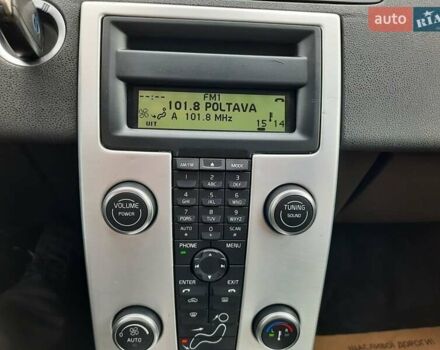 auto RIA
--:--
FM1
101.8 POLTAVA
A 101.8 MHz
15 14
AM/FM MODE
1 2 ABC 3 DEF
4 GHI 5 JKL 6 MNO
7 PQRS 8 TUV 9 WXYZ
AUTO 0 SCAN
VOLUME
POWER
TUNING
SOUND
PHONE MENU
ENTER EXIT
AUTO